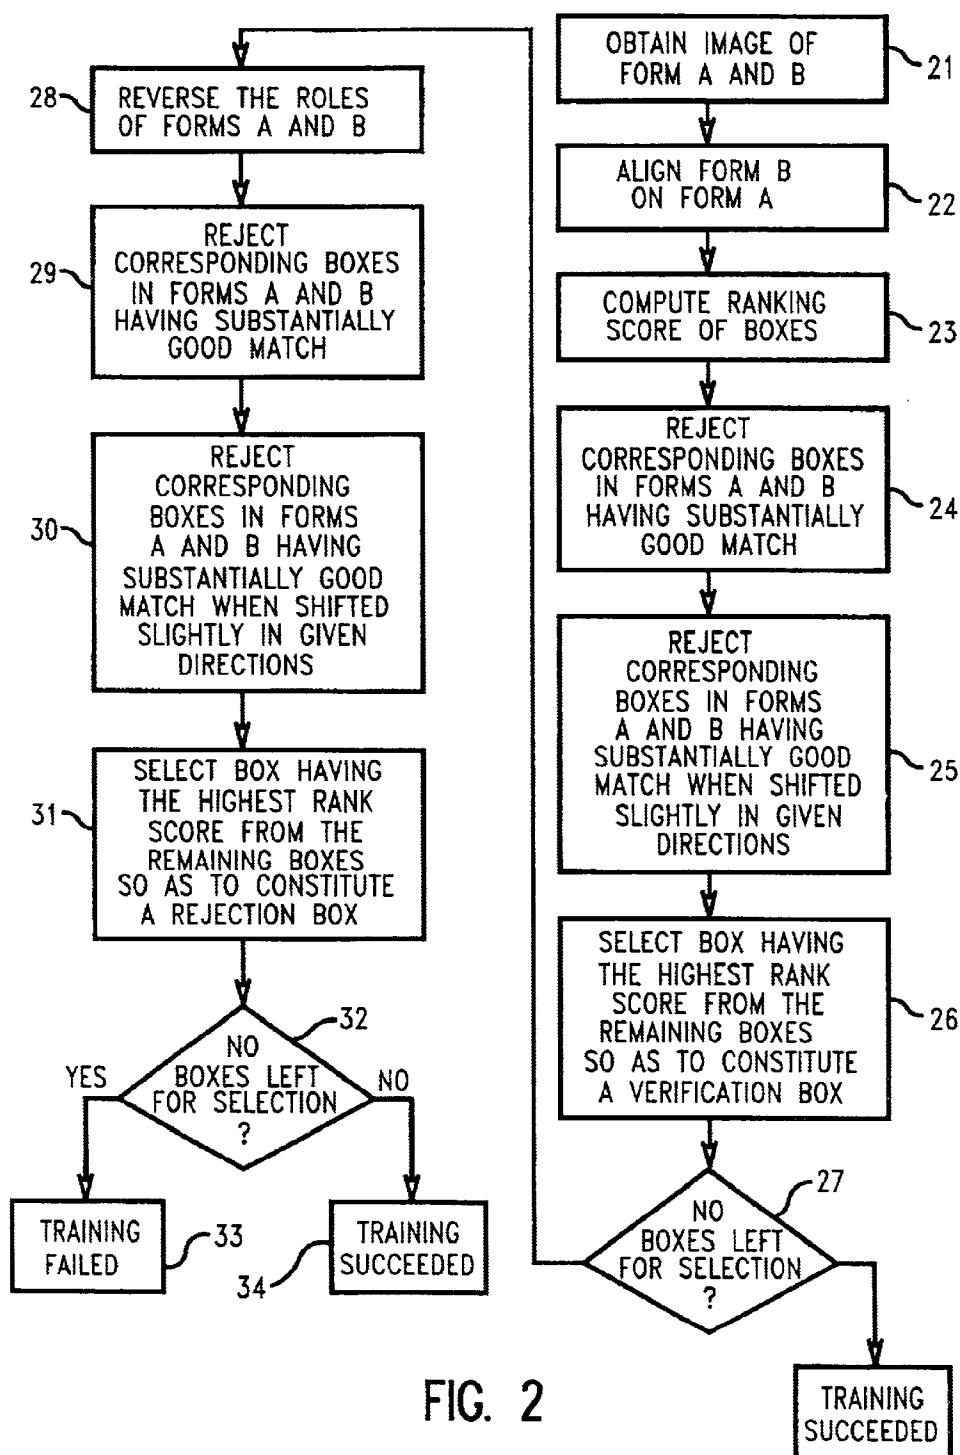 OBTAIN IMAGE OF
FORM A AND B
21
ALIGN FORM B
ON FORM A
22
COMPUTE RANKING
SCORE OF BOXES
23
REJECT
CORRESPONDING BOXES
IN FORMS A AND B
HAVING SUBSTANTIALLY
GOOD MATCH
24
REJECT
CORRESPONDING
BOXES IN FORMS
A AND B HAVING
SUBSTANTIALLY GOOD
MATCH WHEN SHIFTED
SLIGHTLY IN GIVEN
DIRECTIONS
25
SELECT BOX HAVING
THE HIGHEST RANK
SCORE FROM THE
REMAINING BOXES
SO AS TO CONSTITUTE
A VERIFICATION BOX
26
27
NO
BOXES LEFT
FOR SELECTION
?
TRAINING
SUCCEEDED
28
REVERSE THE ROLES
OF FORMS A AND B
29
REJECT
CORRESPONDING BOXES
IN FORMS A AND B
HAVING SUBSTANTIALLY
GOOD MATCH
30
REJECT
CORRESPONDING
BOXES IN FORMS
A AND B HAVING
SUBSTANTIALLY GOOD
MATCH WHEN SHIFTED
SLIGHTLY IN GIVEN
DIRECTIONS
31
SELECT BOX HAVING
THE HIGHEST RANK
SCORE FROM THE
REMAINING BOXES
SO AS TO CONSTITUTE
A REJECTION BOX
32
NO
BOXES LEFT
FOR SELECTION
?
YES
NO
TRAINING
FAILED
33
34
TRAINING
SUCCEEDED
FIG. 2